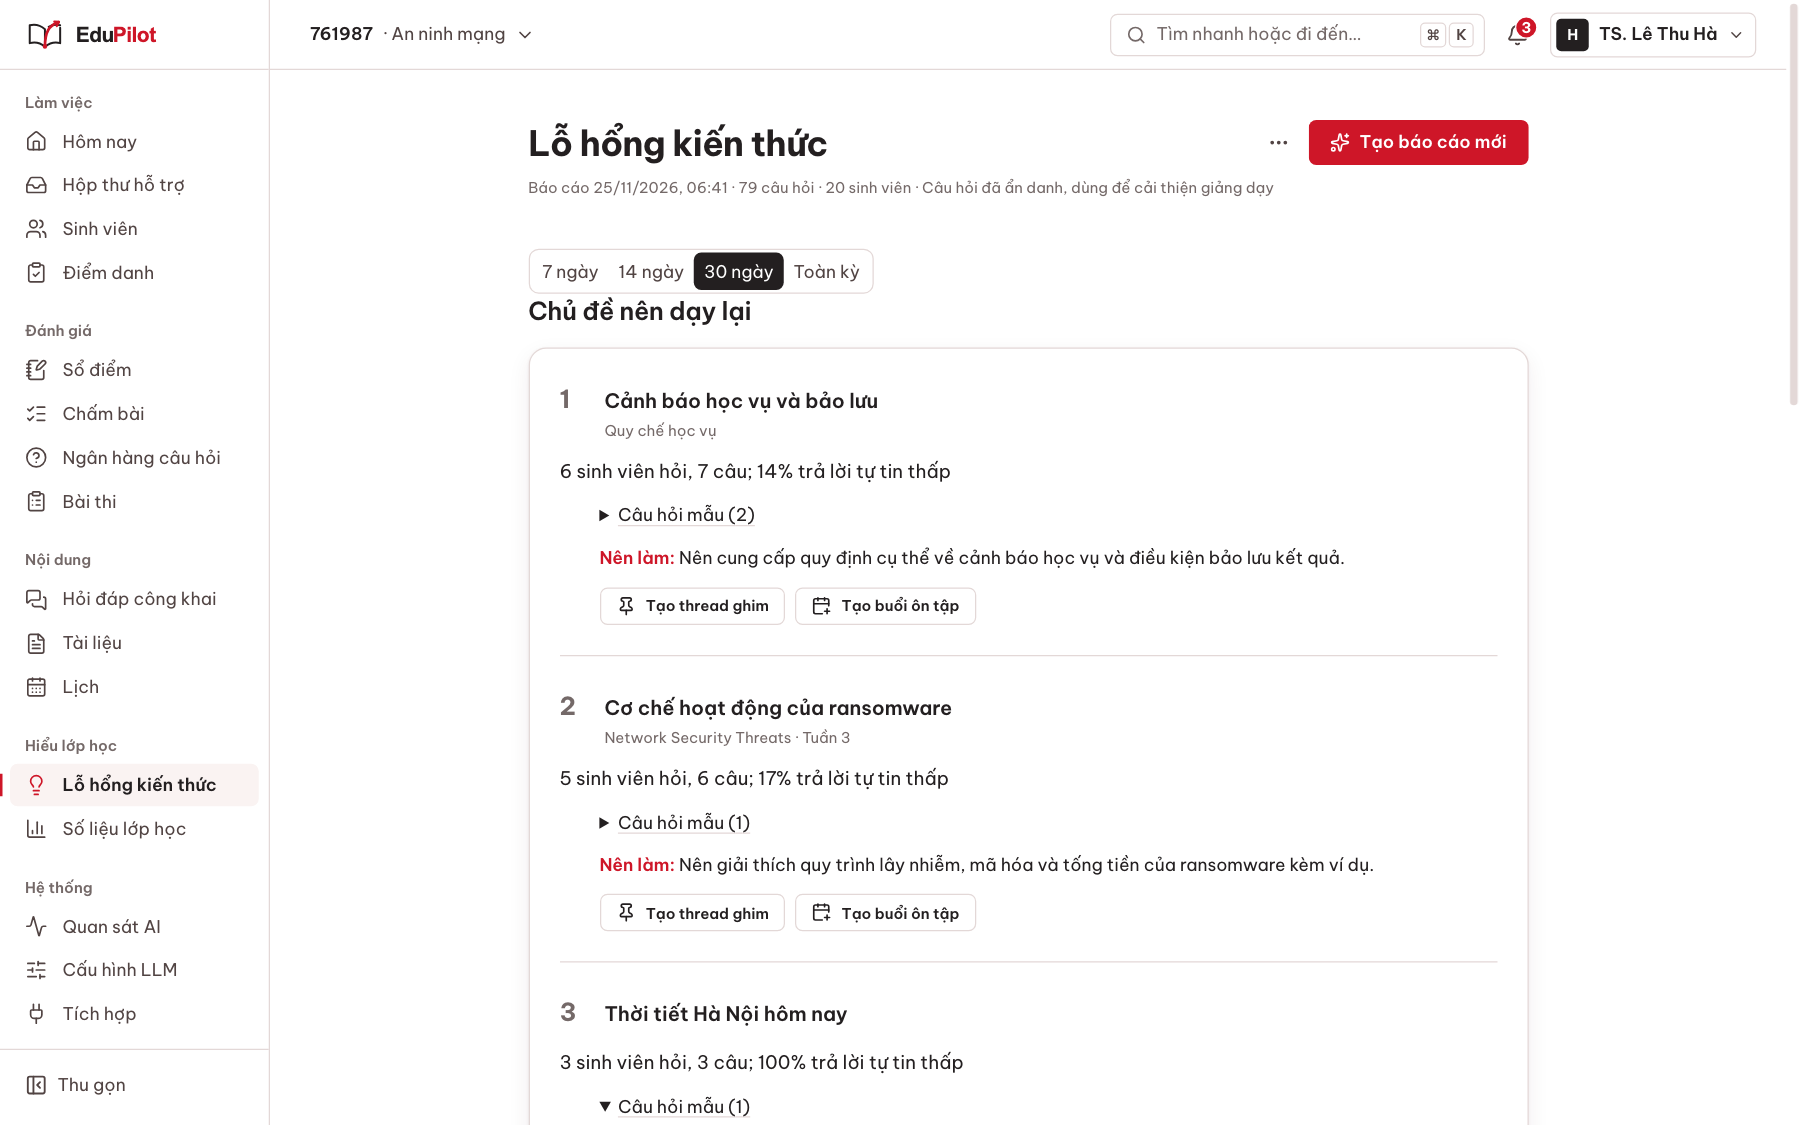 EduPilot
761987 · An ninh mạng
Tìm nhanh hoặc đi đến...
⌘ K
3
H
TS. Lê Thu Hà
Làm việc
Hôm nay
Hộp thư hỗ trợ
Sinh viên
Điểm danh
Đánh giá
Sổ điểm
Chấm bài
Ngân hàng câu hỏi
Bài thi
Nội dung
Hỏi đáp công khai
Tài liệu
Lịch
Hiểu lớp học
Lỗ hổng kiến thức
Số liệu lớp học
Hệ thống
Quan sát AI
Cấu hình LLM
Tích hợp
Thu gọn
Lỗ hổng kiến thức
Tạo báo cáo mới
Báo cáo 25/11/2026, 06:41 · 79 câu hỏi · 20 sinh viên · Câu hỏi đã ẩn danh, dùng để cải thiện giảng dạy
7 ngày 14 ngày 30 ngày Toàn kỳ
Chủ đề nên dạy lại
1 Cảnh báo học vụ và bảo lưu
Quy chế học vụ
6 sinh viên hỏi, 7 câu; 14% trả lời tự tin thấp
Câu hỏi mẫu (2)
Nên làm: Nên cung cấp quy định cụ thể về cảnh báo học vụ và điều kiện bảo lưu kết quả.
Tạo thread ghim Tạo buổi ôn tập
2 Cơ chế hoạt động của ransomware
Network Security Threats · Tuần 3
5 sinh viên hỏi, 6 câu; 17% trả lời tự tin thấp
Câu hỏi mẫu (1)
Nên làm: Nên giải thích quy trình lây nhiễm, mã hóa và tống tiền của ransomware kèm ví dụ.
Tạo thread ghim Tạo buổi ôn tập
3 Thời tiết Hà Nội hôm nay
3 sinh viên hỏi, 3 câu; 100% trả lời tự tin thấp
Câu hỏi mẫu (1)